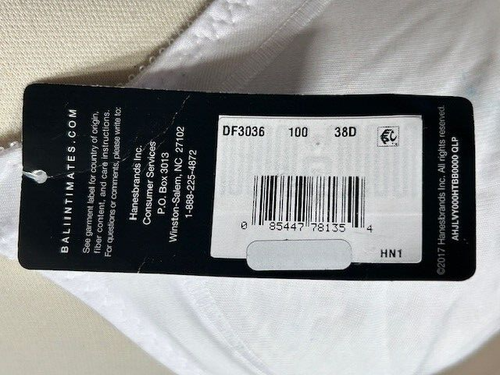 BALIINTIMATES.COM
See garment label for country of origin,
fiber content, and care instructions.
For questions or comments, please write to:
Hanesbrands Inc.
Consumer Services
P.O. Box 3013
Winston-Salem, NC 27102
1-888-225-4872
DF3036 100 38D
0 85447 78135 4
HN1
©2017 Hanesbrands Inc. All rights reserved.
AHJLVY000HTBB0000 QLP